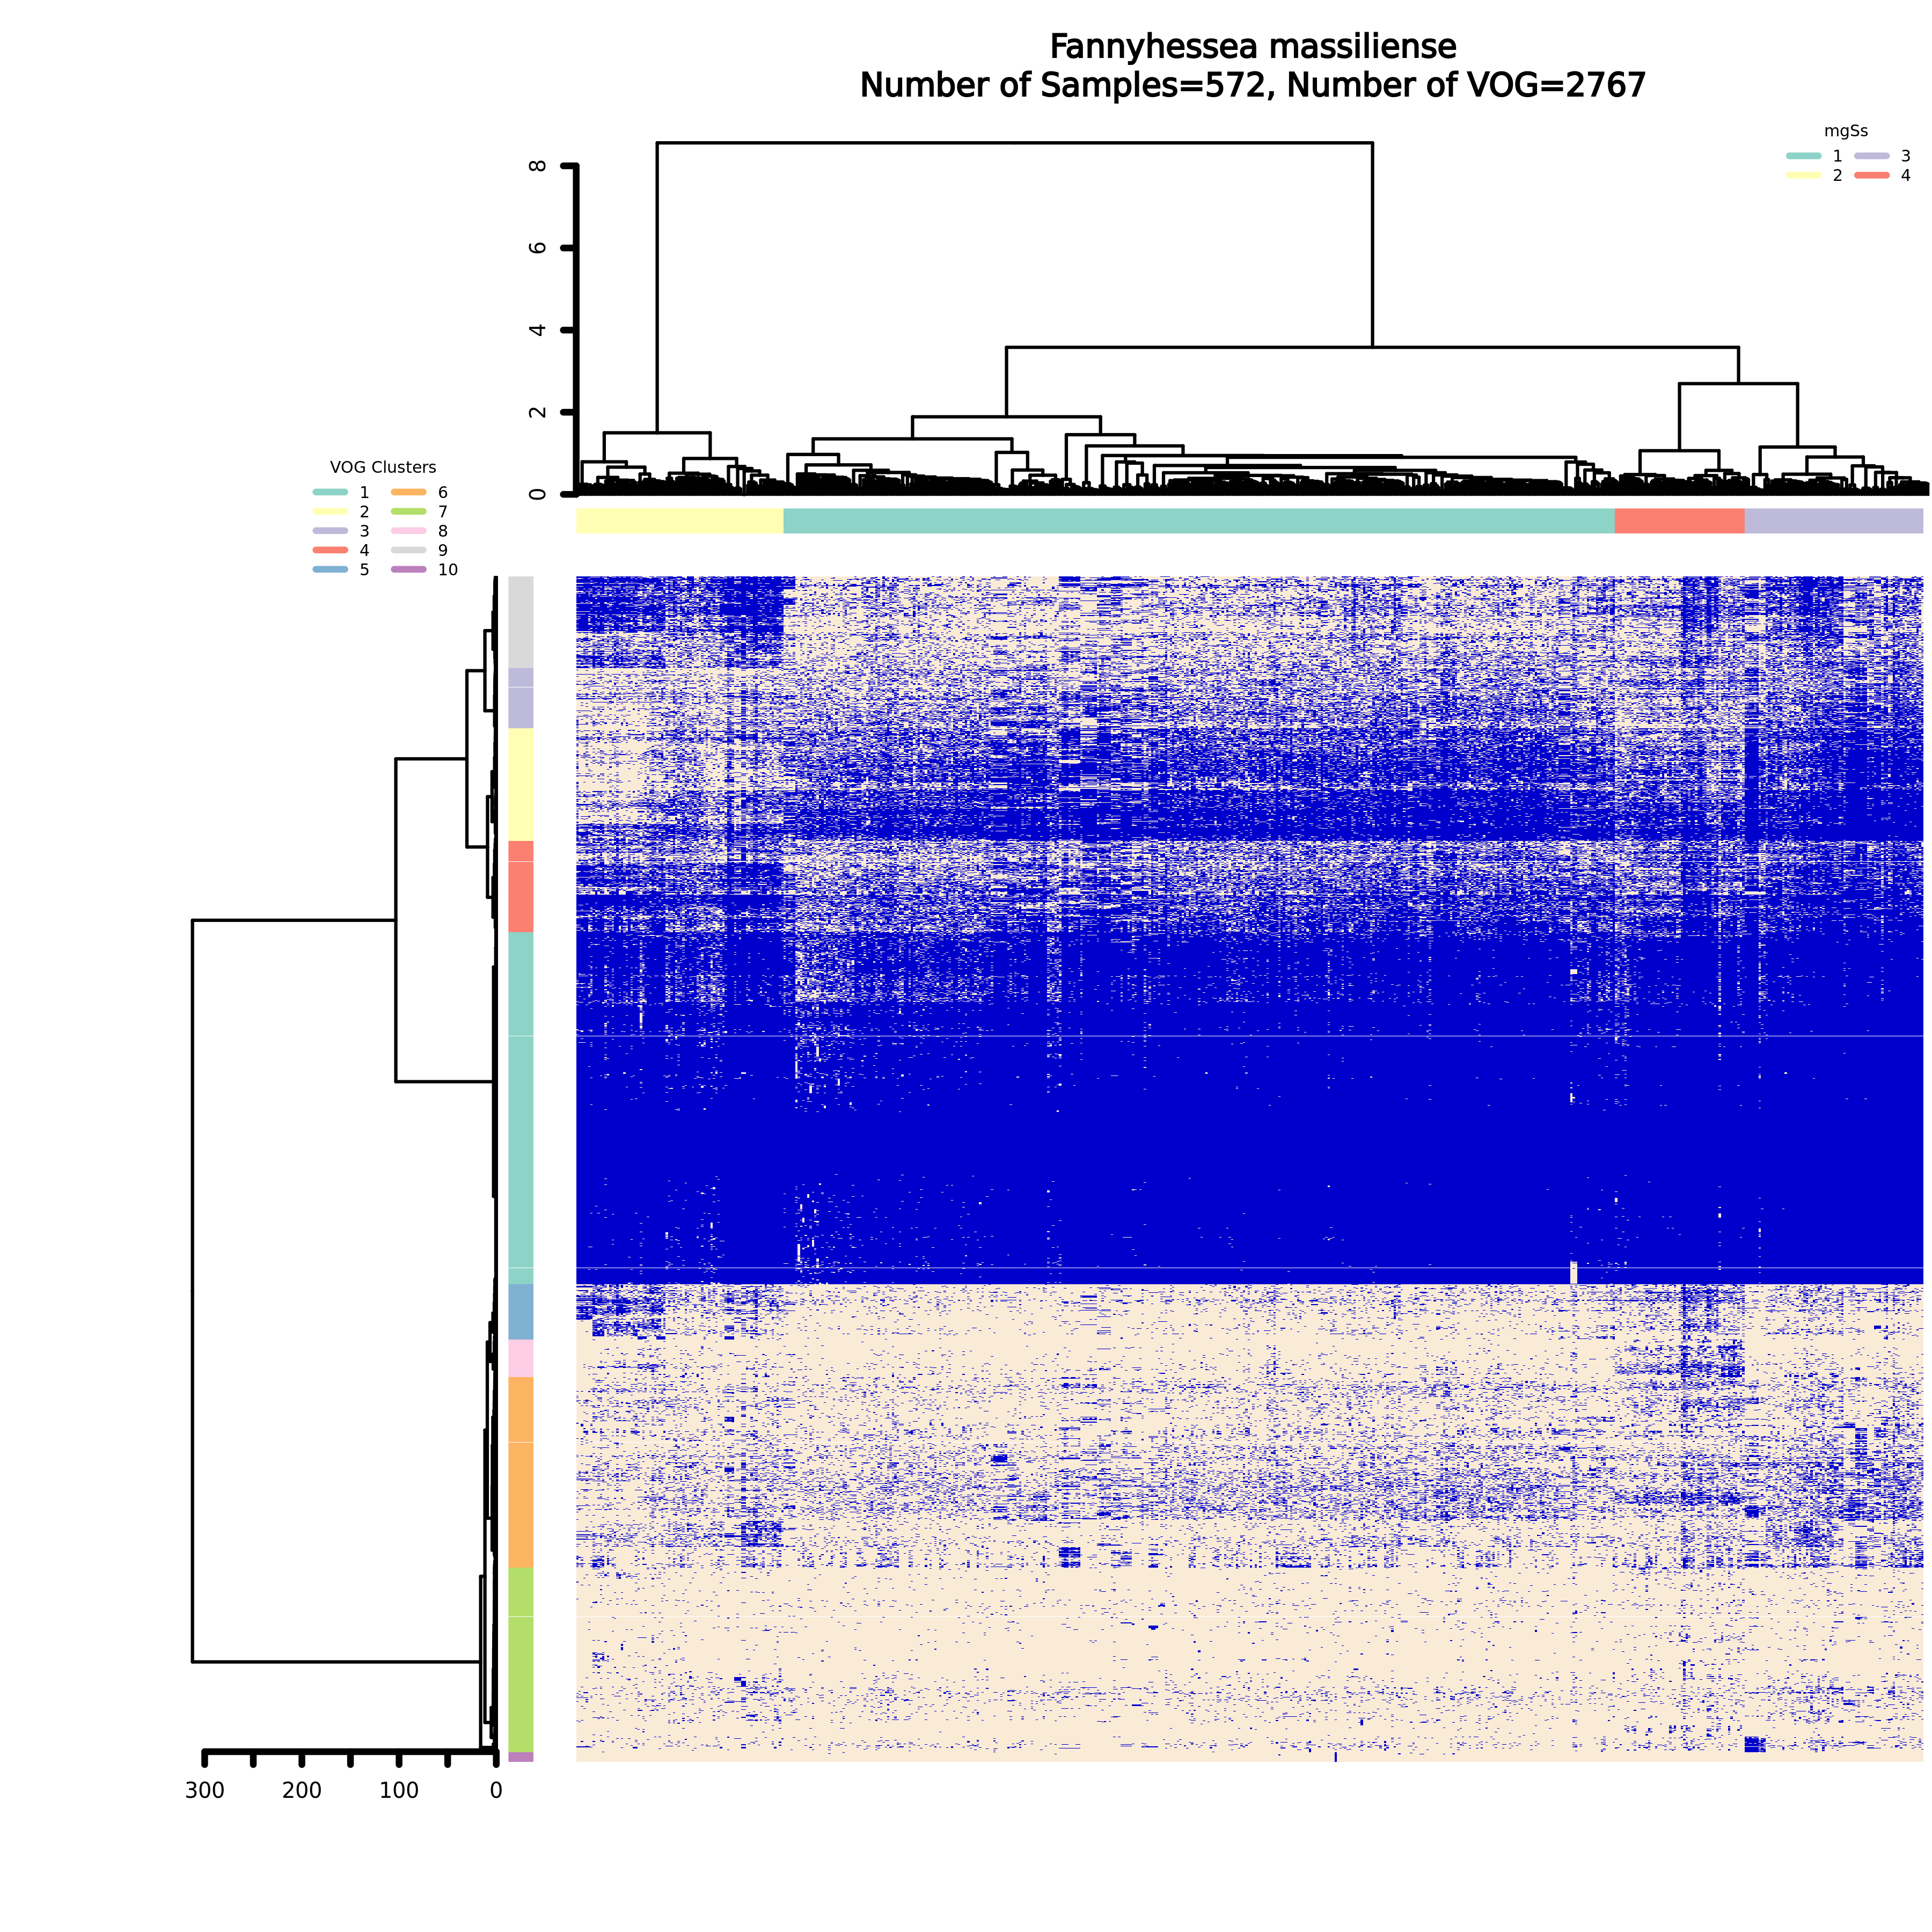 Fannyhessea massiliense
Number of Samples=572, Number of VOG=2767
mgSs
1 3
2 4
8
6
4
2
0
VOG Clusters
1 6
2 7
3 8
4 9
5 10
300 200 100 0